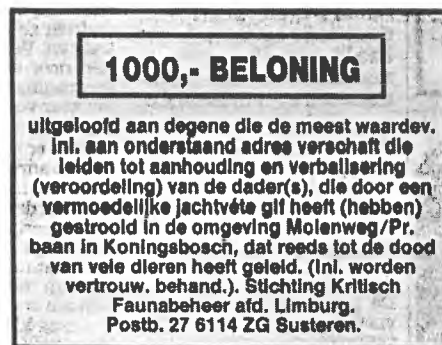 1000,- BELONING
uitgeloofd aan degene die de meest waardev.
inl. aan onderstaand adres verschaft die
leiden tot aanhouding en verbalisering
(veroordeling) van de dader(s), die door een
vermoedelijke jachtvéte gif heeft (hebben)
gestrooid in de omgeving Molenweg/Pr.
baan in Koningsbosch, dat reeds tot de dood
van vele dieren heeft geleid. (Inl. worden
vertrouw. behand.). Stichting Kritisch
Faunabeheer afd. Limburg.
Postb. 27 6114 ZG Susteren.